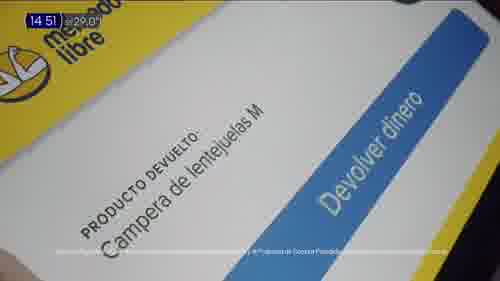 14 51 29,0°
mercado
libre
PRODUCTO DEVUELTO:
Campera de lentejuelas M
Devolver dinero